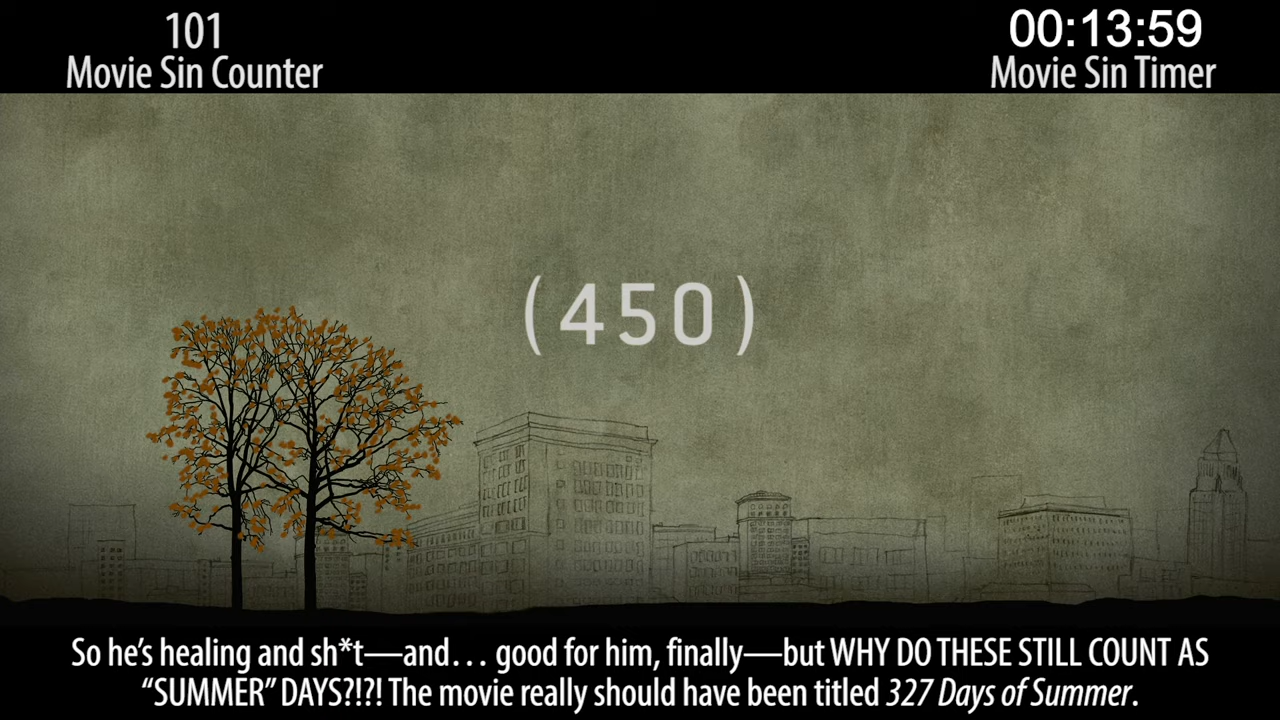 101
Movie Sin Counter
00:13:59
Movie Sin Timer
(450)
So he’s healing and sh*t—and… good for him, finally—but WHY DO THESE STILL COUNT AS
“SUMMER” DAYS?!?! The movie really should have been titled 327 Days of Summer.